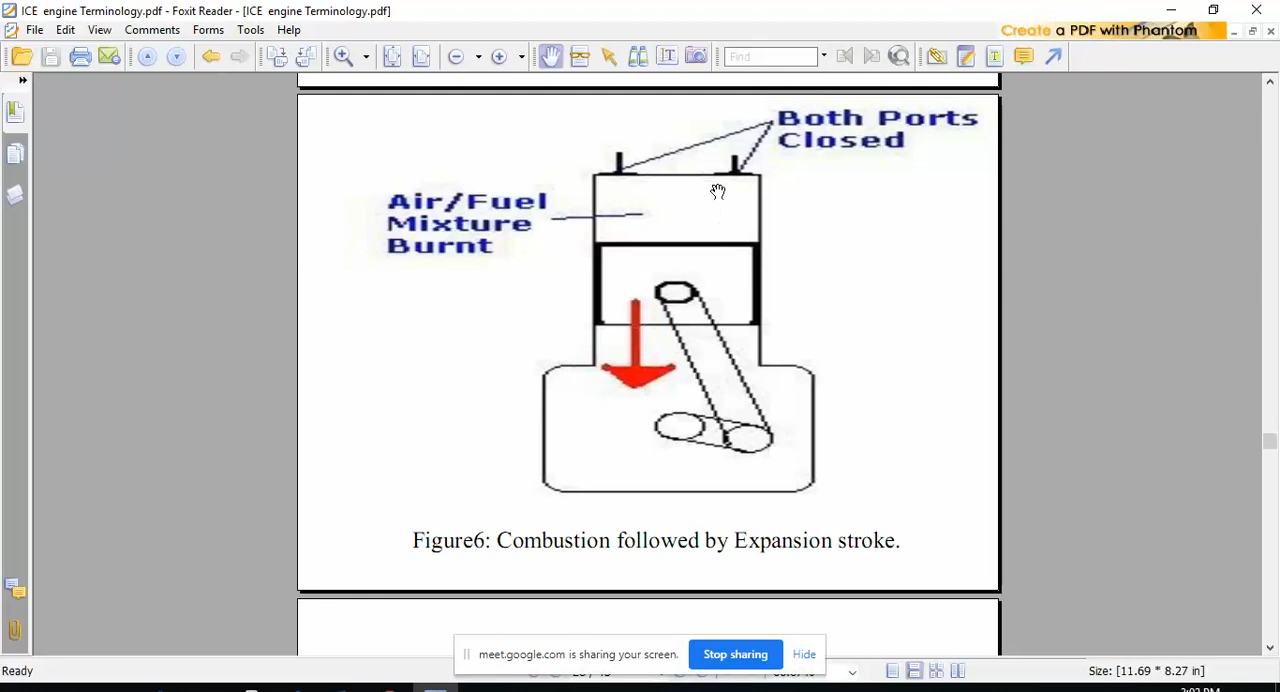 ICE engine Terminology.pdf - Foxit Reader - [ICE engine Terminology.pdf]
File Edit View Comments Forms Tools Help
Create a PDF with Phantom
Find
Both Ports
Closed
Air/Fuel
Mixture
Burnt
Figure6: Combustion followed by Expansion stroke.
meet.google.com is sharing your screen. Stop sharing Hide
Ready
Size: [11.69 * 8.27 in]